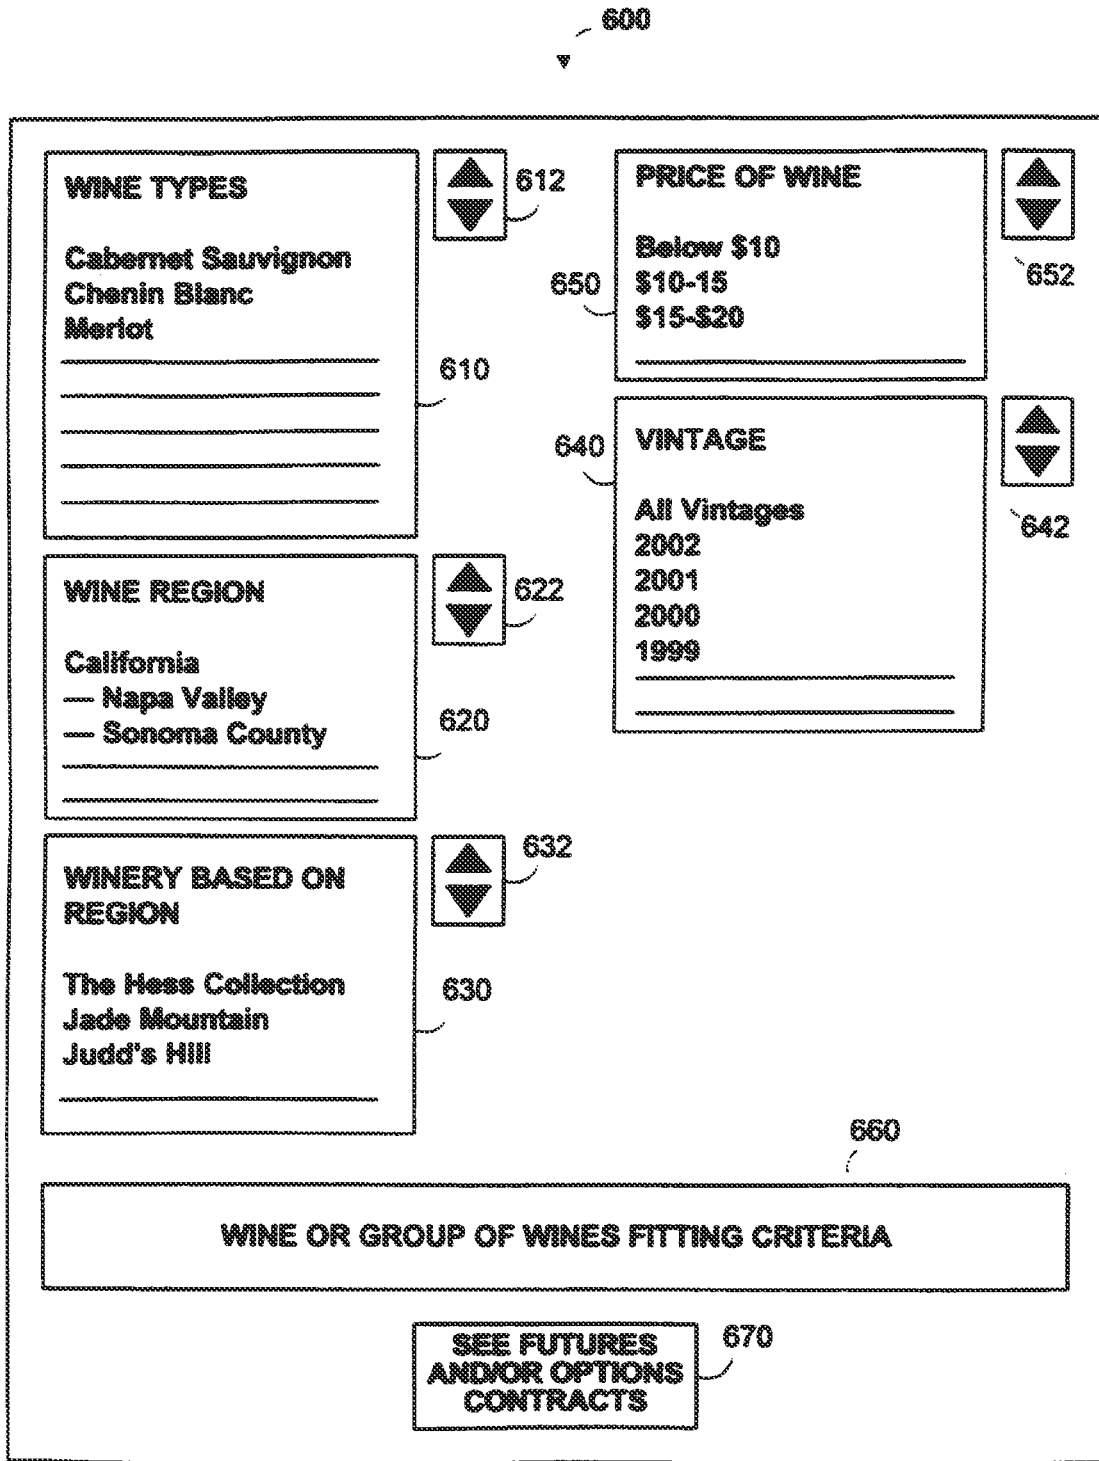 600
WINE TYPES
Cabernet Sauvignon
Chenin Blanc
Merlot
612
610
WINE REGION
California
— Napa Valley
— Sonoma County
622
620
WINERY BASED ON
REGION
The Hess Collection
Jade Mountain
Judd's Hill
632
630
PRICE OF WINE
Below $10
$10-15
$15-$20
650
652
VINTAGE
All Vintages
2002
2001
2000
1999
640
642
660
WINE OR GROUP OF WINES FITTING CRITERIA
SEE FUTURES
AND/OR OPTIONS
CONTRACTS
670